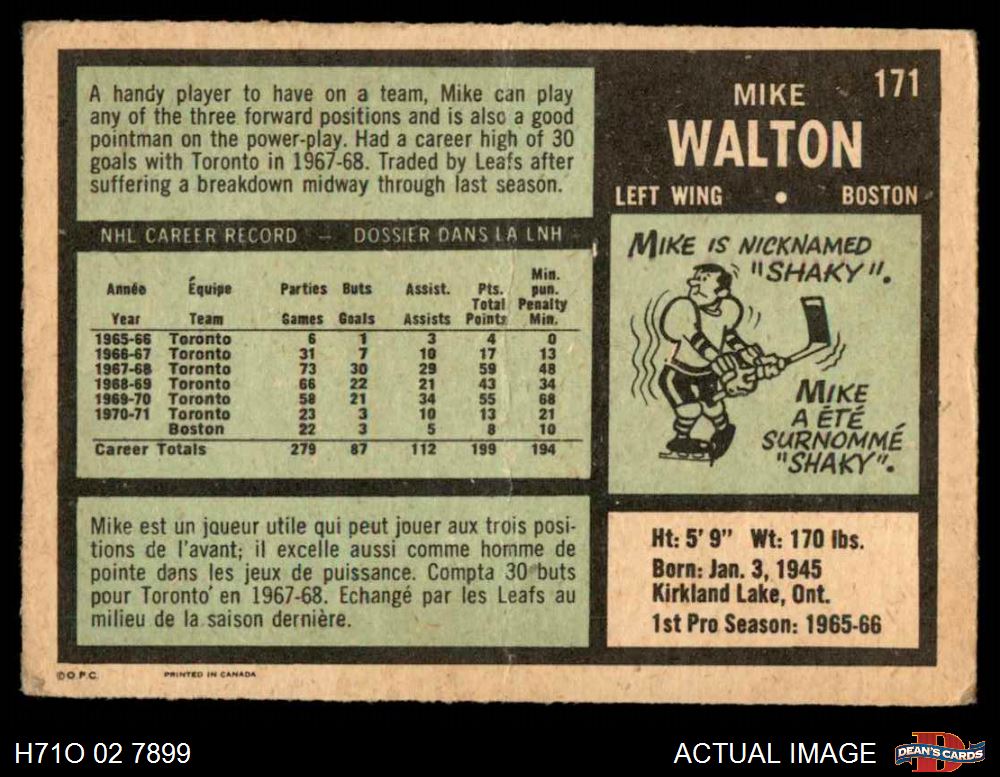 A handy player to have on a team, Mike can play
any of the three forward positions and is also a good
pointman on the power-play. Had a career high of 30
goals with Toronto in 1967-68. Traded by Leafs after
suffering a breakdown midway through last season.
171
MIKE
WALTON
LEFT WING • BOSTON
NHL CAREER RECORD — DOSSIER DANS LA LNH
Année Équipe Parties Buts Assist. Pts. Total Min. pun. Penalty
Year Team Games Goals Assists Points Min.
1965-66 Toronto 6 1 3 4 0
1966-67 Toronto 31 7 10 17 13
1967-68 Toronto 73 30 29 59 48
1968-69 Toronto 66 22 21 43 34
1969-70 Toronto 58 21 34 55 68
1970-71 Toronto 23 3 10 13 21
Boston 22 3 5 8 10
Career Totals 279 87 112 199 194
MIKE IS NICKNAMED
"SHAKY".
MIKE
A ÉTÉ
SURNOMMÉ
"SHAKY".
Mike est un joueur utile qui peut jouer aux trois posi-
tions de l'avant; il excelle aussi comme homme de
pointe dans les jeux de puissance. Compta 30 buts
pour Toronto en 1967-68. Echangé par les Leafs au
milieu de la saison dernière.
Ht: 5' 9" Wt: 170 lbs.
Born: Jan. 3, 1945
Kirkland Lake, Ont.
1st Pro Season: 1965-66
© O.P.C. PRINTED IN CANADA
H71O 02 7899
ACTUAL IMAGE
D
DEAN'S CARDS